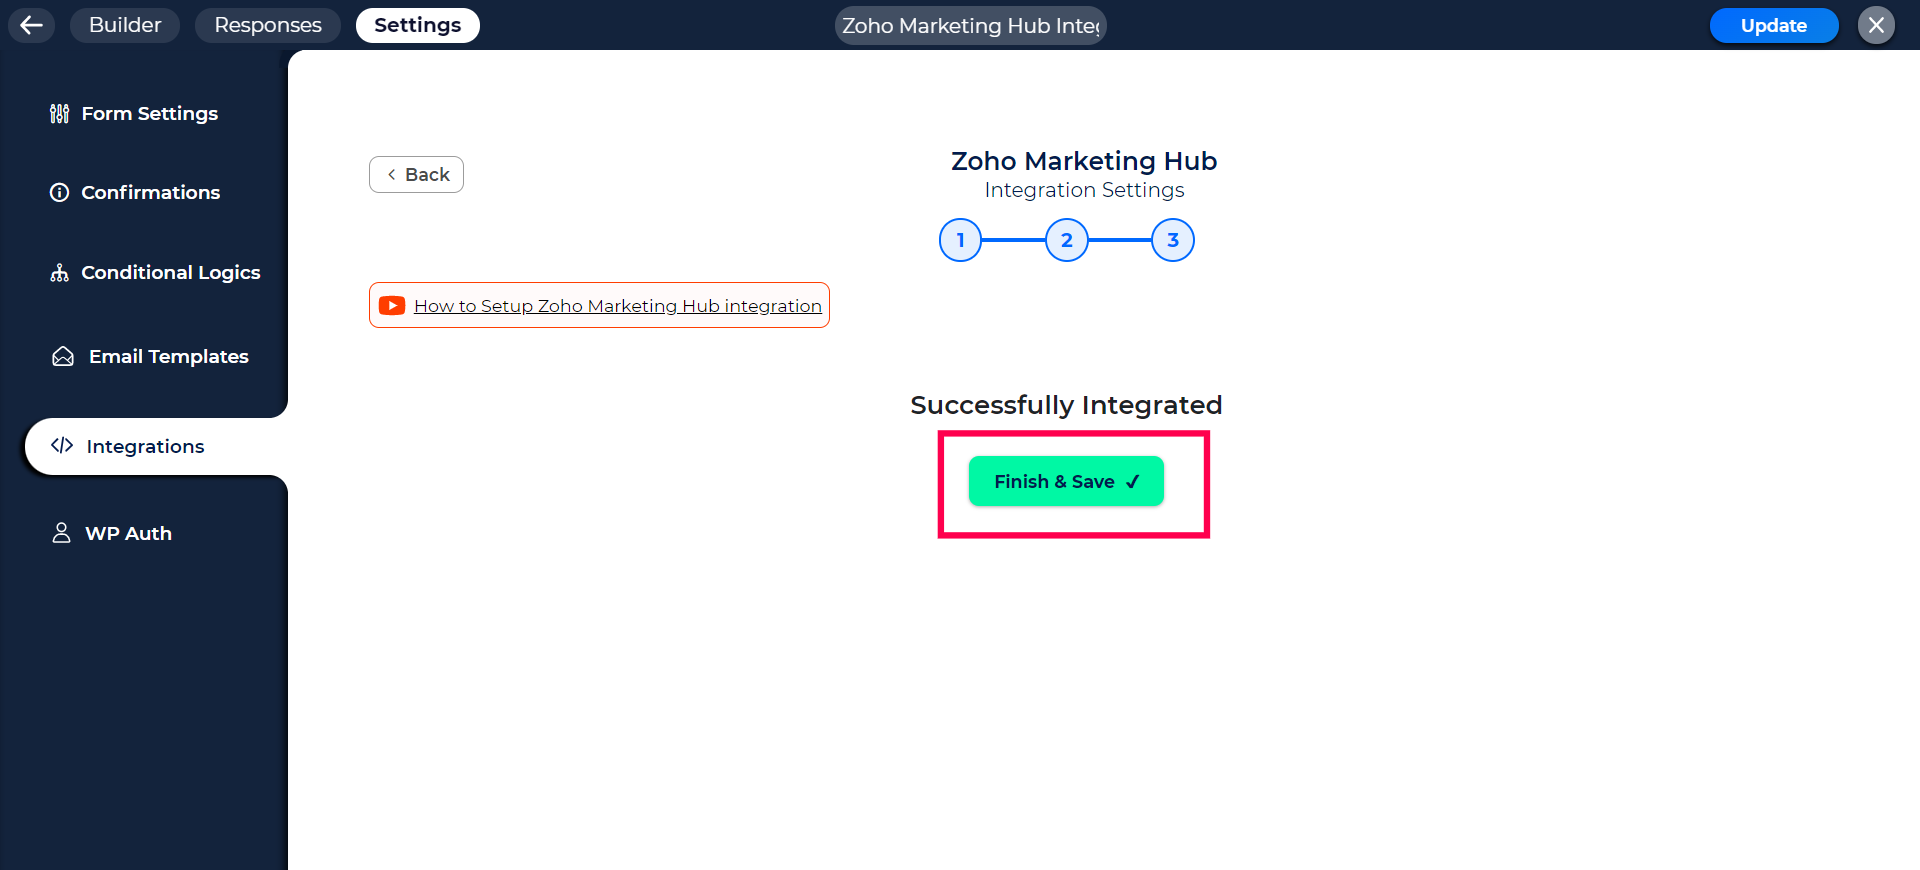 Builder
Responses
Settings
Zoho Marketing Hub Inte
Update
Form Settings
Confirmations
Conditional Logics
Email Templates
Integrations
WP Auth
Back
Zoho Marketing Hub
Integration Settings
1
2
3
How to Setup Zoho Marketing Hub integration
Successfully Integrated
Finish & Save ✓